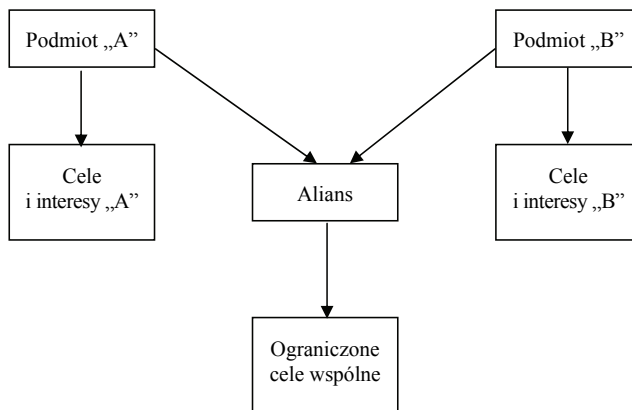 Podmiot „A”
Podmiot „B”
Cele
i interesy „A”
Alians
Cele
i interesy „B”
Ograniczone
cele wspólne